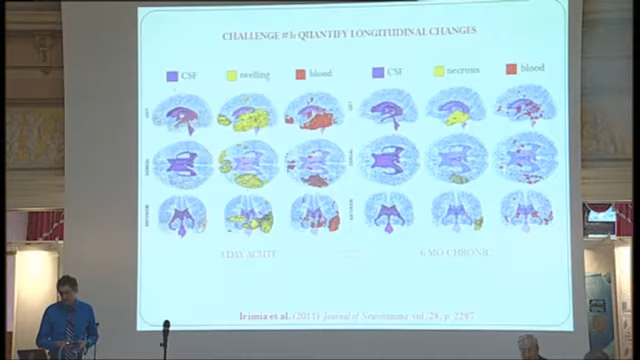 CHALLENGE #3: QUANTIFY LONGITUDINAL CHANGES
CSF swelling blood CSF necrosis blood
3 DAY ACUTE 6 MO CHRONIC
Irimia et al. (2011) Journal of Neurotrauma vol. 28, p. 2287